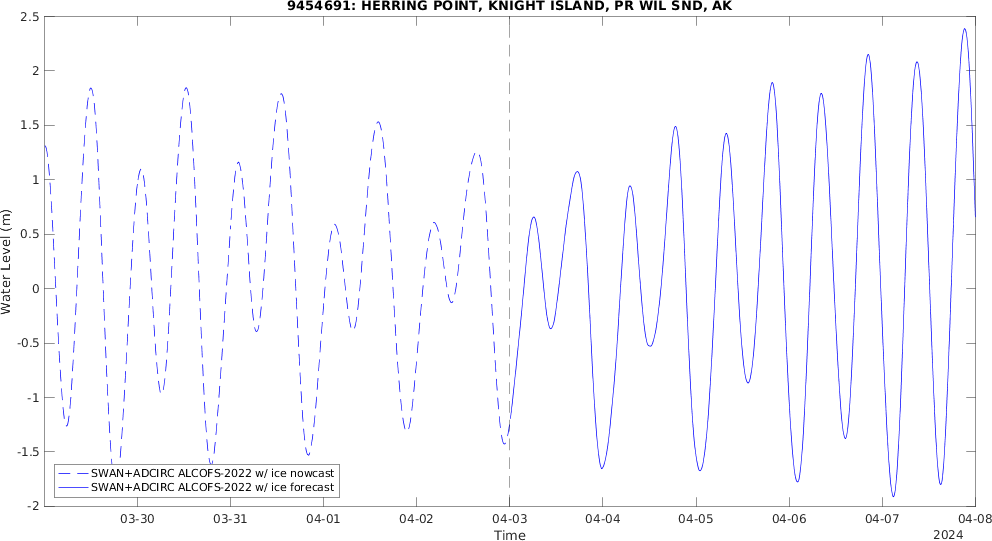 9454691: HERRING POINT, KNIGHT ISLAND, PR WIL SND, AK
Water Level (m)
2.5
2
1.5
1
0.5
0
-0.5
-1
-1.5
-2
SWAN+ADCIRC ALCOFS-2022 w/ ice nowcast
SWAN+ADCIRC ALCOFS-2022 w/ ice forecast
03-30 03-31 04-01 04-02 04-03 04-04 04-05 04-06 04-07 04-08
Time
2024